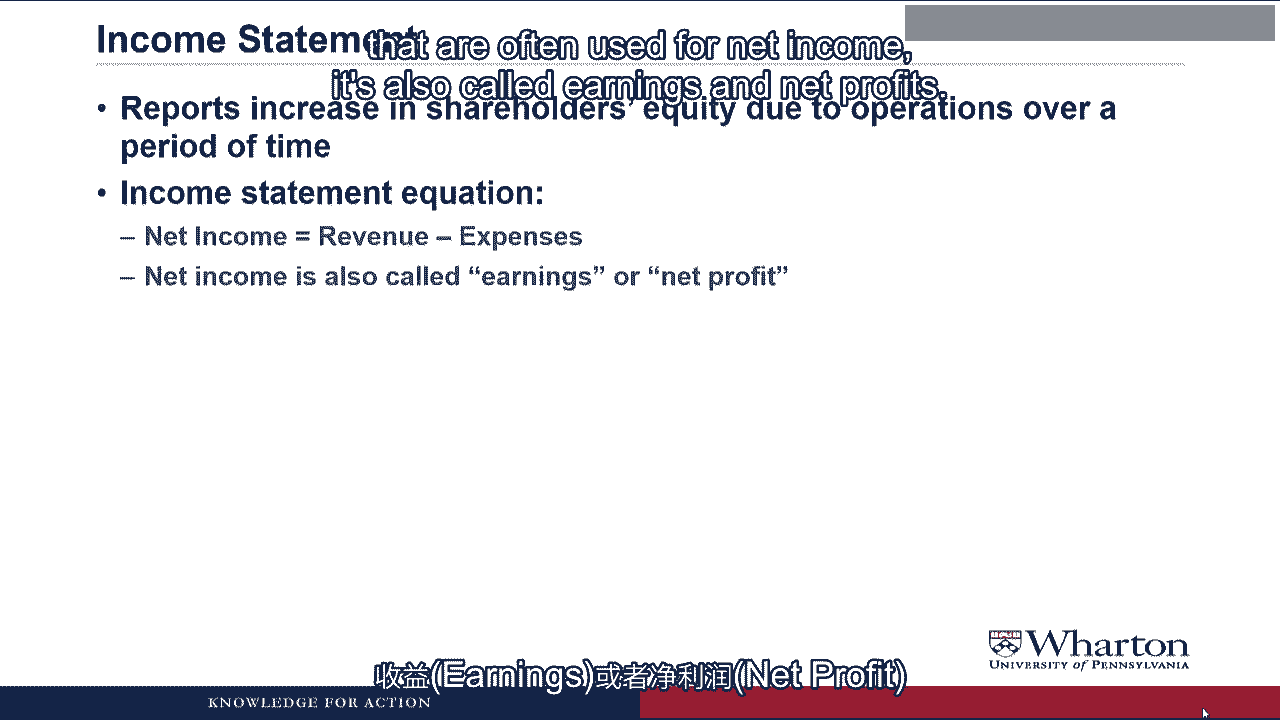 Income Statement
that are often used for net income,
it's also called earnings and net profits.
• Reports increase in shareholders' equity due to operations over a
period of time
• Income statement equation:
– Net Income = Revenue – Expenses
– Net income is also called “earnings” or “net profit”
Wharton
UNIVERSITY of PENNSYLVANIA
收益(Earnings)或者净利润(Net Profit)
KNOWLEDGE FOR ACTION